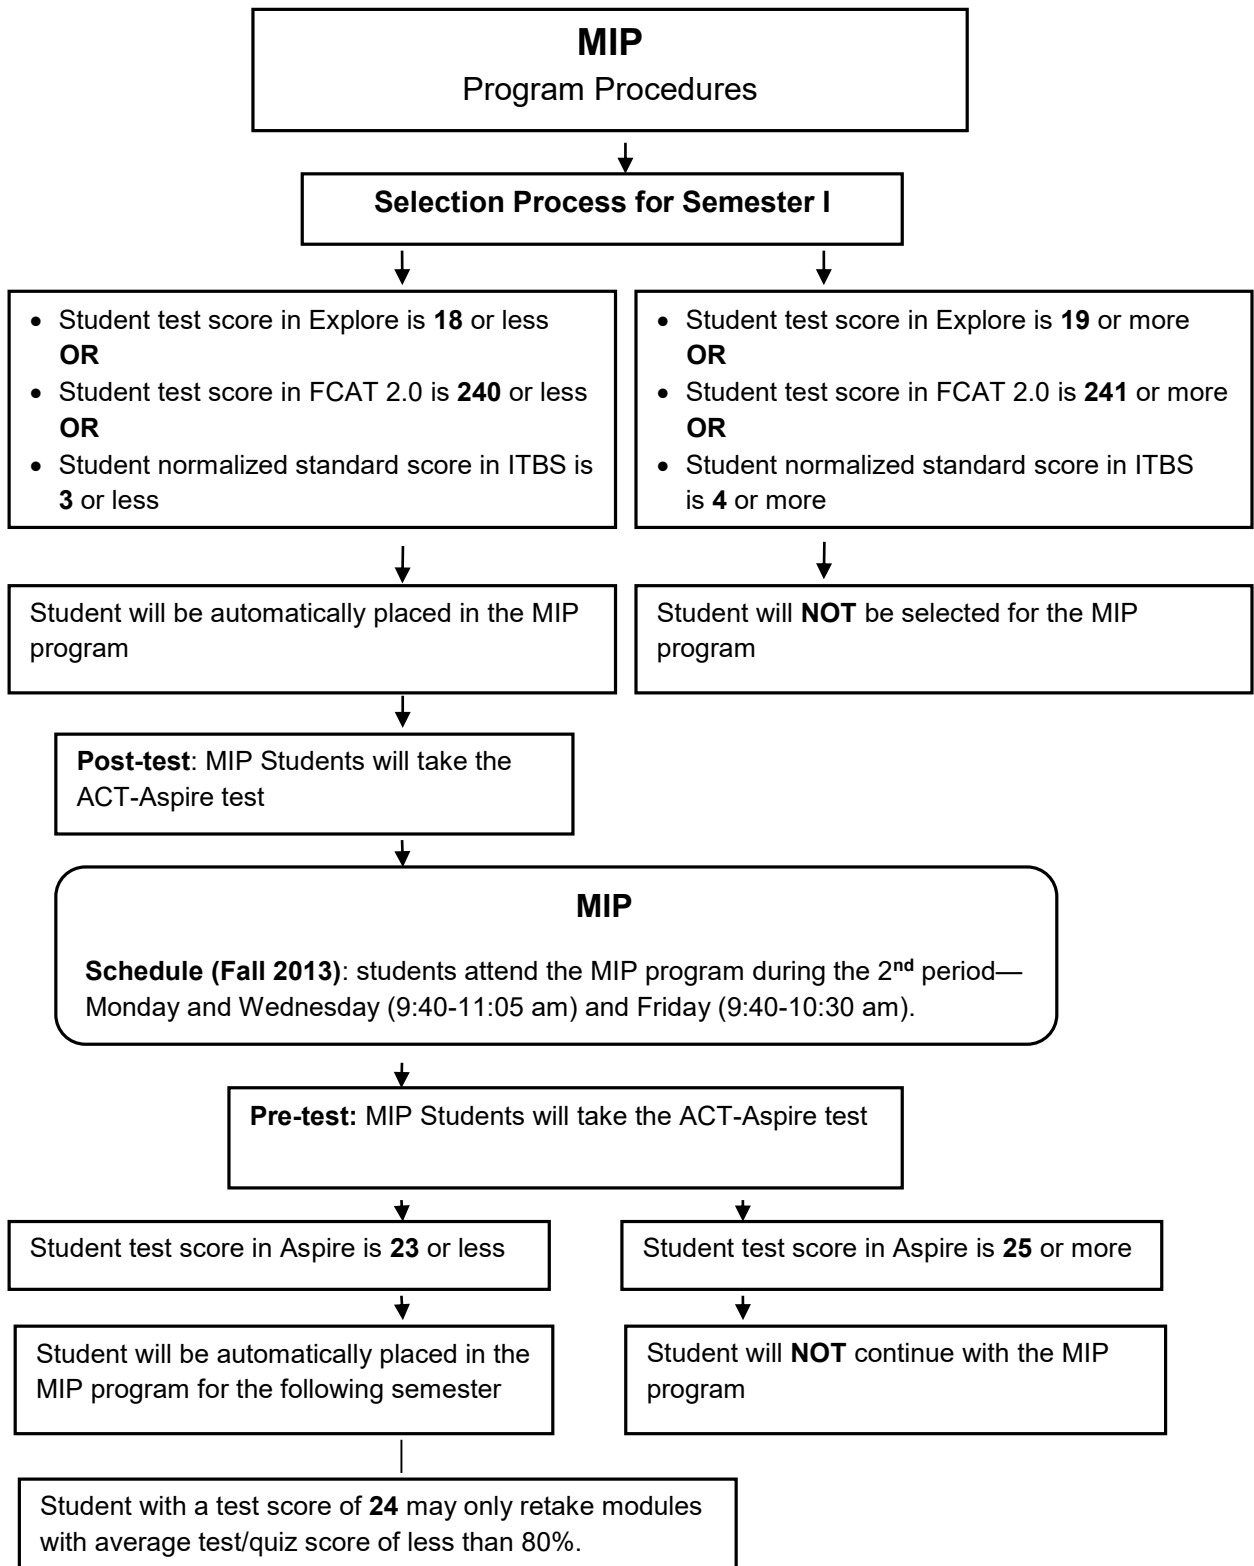 MIP
Program Procedures
Selection Process for Semester I
• Student test score in Explore is 18 or less
OR
• Student test score in FCAT 2.0 is 240 or less
OR
• Student normalized standard score in ITBS is
3 or less
• Student test score in Explore is 19 or more
OR
• Student test score in FCAT 2.0 is 241 or more
OR
• Student normalized standard score in ITBS
is 4 or more
Student will be automatically placed in the MIP
program
Student will NOT be selected for the MIP
program
Post-test: MIP Students will take the
ACT-Aspire test
MIP
Schedule (Fall 2013): students attend the MIP program during the 2nd period—
Monday and Wednesday (9:40-11:05 am) and Friday (9:40-10:30 am).
Pre-test: MIP Students will take the ACT-Aspire test
Student test score in Aspire is 23 or less
Student test score in Aspire is 25 or more
Student will be automatically placed in the
MIP program for the following semester
Student will NOT continue with the MIP
program
Student with a test score of 24 may only retake modules
with average test/quiz score of less than 80%.